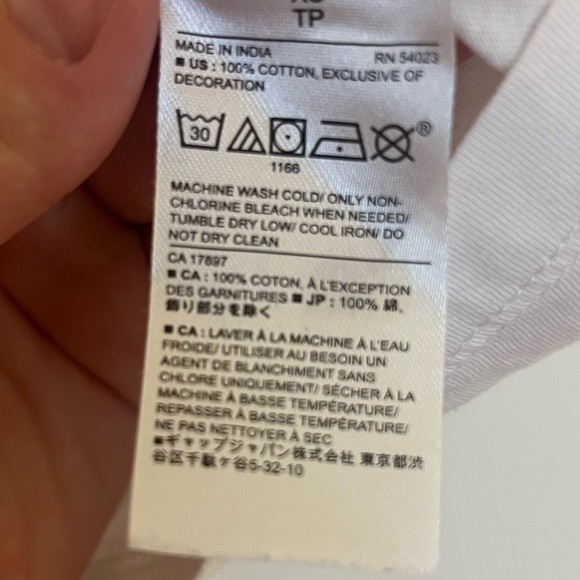 TP
MADE IN INDIA RN 54023
■ US : 100% COTTON, EXCLUSIVE OF
DECORATION
30
®
1166
MACHINE WASH COLD/ ONLY NON-
CHLORINE BLEACH WHEN NEEDED/
TUMBLE DRY LOW/ COOL IRON/ DO
NOT DRY CLEAN
CA 17897
■ CA : 100% COTON, À L'EXCEPTION
DES GARNITURES ■ JP : 100% 綿、
飾り部分を除く
■ CA : LAVER À LA MACHINE À L'EAU
FROIDE/ UTILISER AU BESOIN UN
AGENT DE BLANCHIMENT SANS
CHLORE UNIQUEMENT/ SÉCHER À LA
MACHINE À BASSE TEMPÉRATURE/
REPASSER À BASSE TEMPÉRATURE/
NE PAS NETTOYER À SEC
■ギャップジャパン株式会社 東京都渋
谷区千駄ヶ谷5-32-10